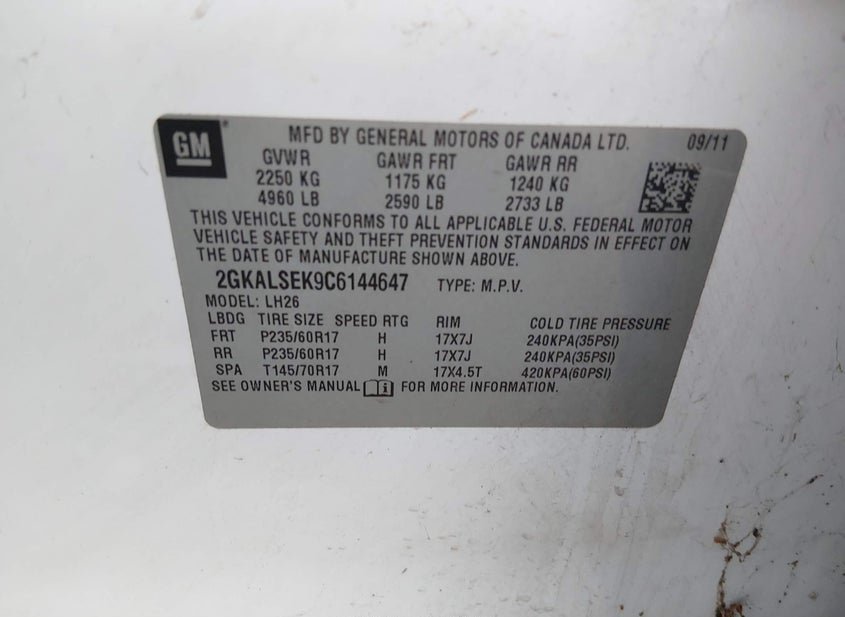 GM MFD BY GENERAL MOTORS OF CANADA LTD. 09/11
GVWR GAWR FRT GAWR RR
2250 KG 1175 KG 1240 KG
4960 LB 2590 LB 2733 LB
THIS VEHICLE CONFORMS TO ALL APPLICABLE U.S. FEDERAL MOTOR
VEHICLE SAFETY AND THEFT PREVENTION STANDARDS IN EFFECT ON
THE DATE OF MANUFACTURE SHOWN ABOVE.
2GKALSEK9C6144647 TYPE: M.P.V.
MODEL: LH26
LBDG TIRE SIZE SPEED RTG RIM COLD TIRE PRESSURE
FRT P235/60R17 H 17X7J 240KPA(35PSI)
RR P235/60R17 H 17X7J 240KPA(35PSI)
SPA T145/70R17 M 17X4.5T 420KPA(60PSI)
SEE OWNER'S MANUAL i FOR MORE INFORMATION.